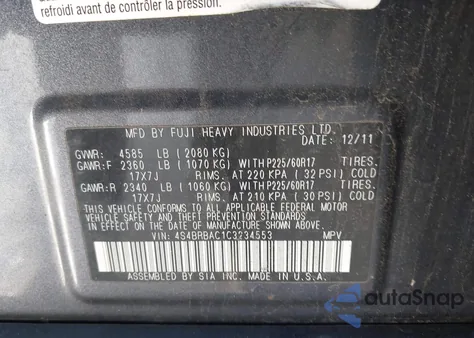 refroidi avant de contrôler la pression.
MFD BY FUJI HEAVY INDUSTRIES LTD.
DATE: 12/11
GVWR: 4585 LB (2080 KG)
GAWR:F 2360 LB (1070 KG) WITH P225/60R17 TIRES.
17X7J RIMS. AT 220 KPA (32 PSI) COLD
GAWR:R 2340 LB (1060 KG) WITH P225/60R17 TIRES.
17X7J RIMS. AT 210 KPA (30 PSI) COLD
THIS VEHICLE CONFORMS TO ALL APPLICABLE FEDERAL MOTOR
VEHICLE SAFETY, BUMPER, AND THEFT PREVENTION STANDARDS
IN EFFECT ON THE DATE OF MANUFACTURE SHOWN ABOVE.
VIN: 4S4BRBAC1C3234553 MPV
ASSEMBLED BY SIA INC. MADE IN U.S.A.
autaSnap